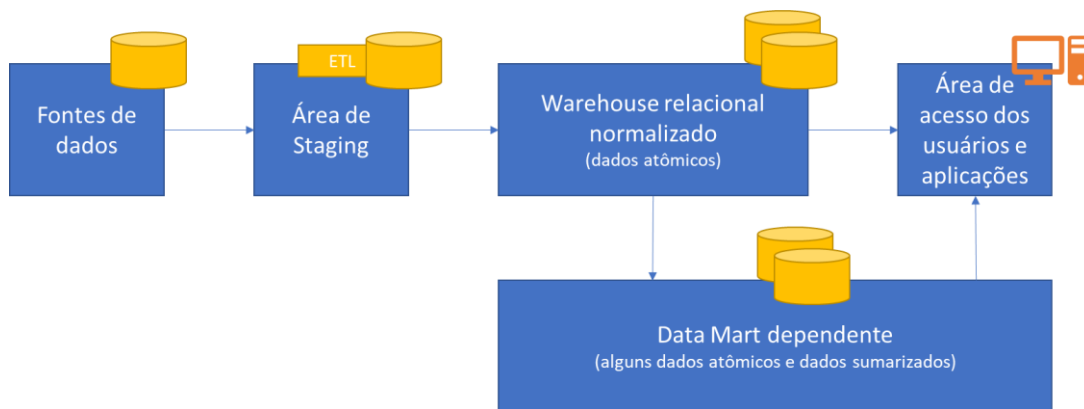 Fontes de
dados
ETL
Área de
Staging
Warehouse relacional
normalizado
(dados atômicos)
Área de
acesso dos
usuários e
aplicações
Data Mart dependente
(alguns dados atômicos e dados sumarizados)